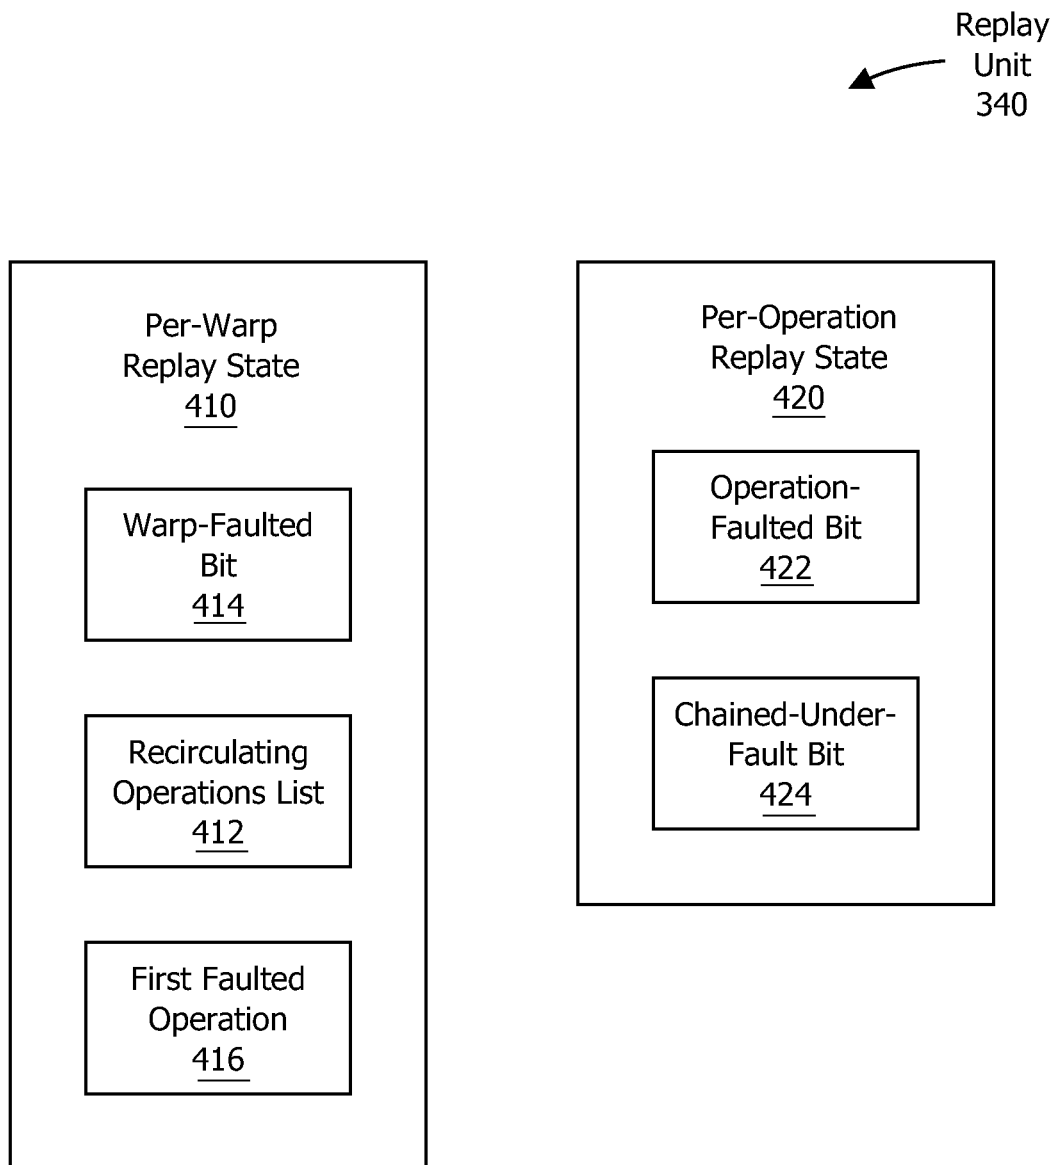 Replay
Unit
340
Per-Warp
Replay State
410
Warp-Faulted
Bit
414
Recirculating
Operations List
412
First Faulted
Operation
416
Per-Operation
Replay State
420
Operation-
Faulted Bit
422
Chained-Under-
Fault Bit
424